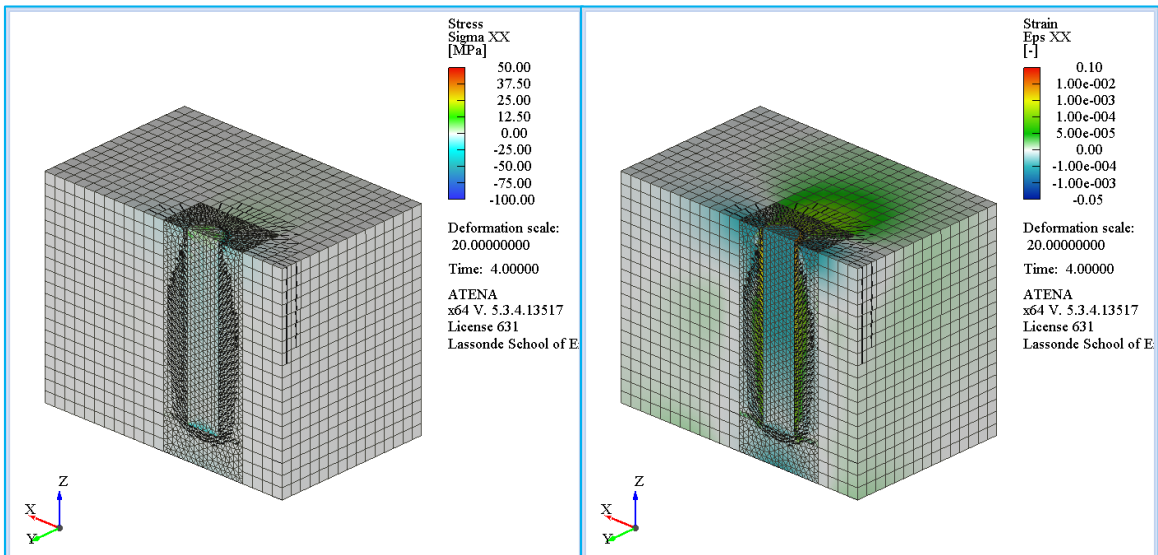 Stress
Sigma XX
[MPa]
50.00
37.50
25.00
12.50
0.00
-25.00
-50.00
-75.00
-100.00
Deformation scale:
20.00000000
Time: 4.00000
ATENA
x64 V. 5.3.4.13517
License 631
Lassonde School of E
Z
X
Y
Strain
Eps XX
[-]
0.10
1.00e-002
1.00e-003
1.00e-004
5.00e-005
0.00
-1.00e-004
-1.00e-003
-0.05
Deformation scale:
20.00000000
Time: 4.00000
ATENA
x64 V. 5.3.4.13517
License 631
Lassonde School of E
Z
X
Y